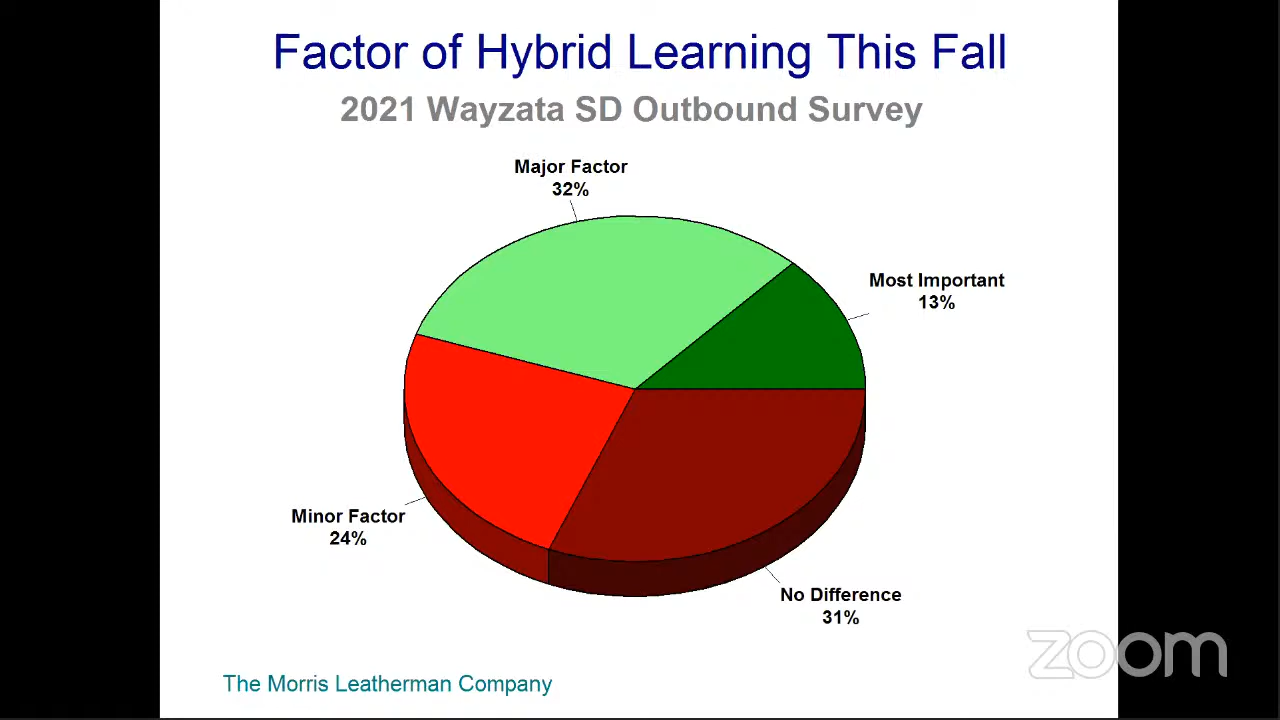 Factor of Hybrid Learning This Fall
2021 Wayzata SD Outbound Survey
Major Factor
32%
Most Important
13%
Minor Factor
24%
No Difference
31%
zoom
The Morris Leatherman Company